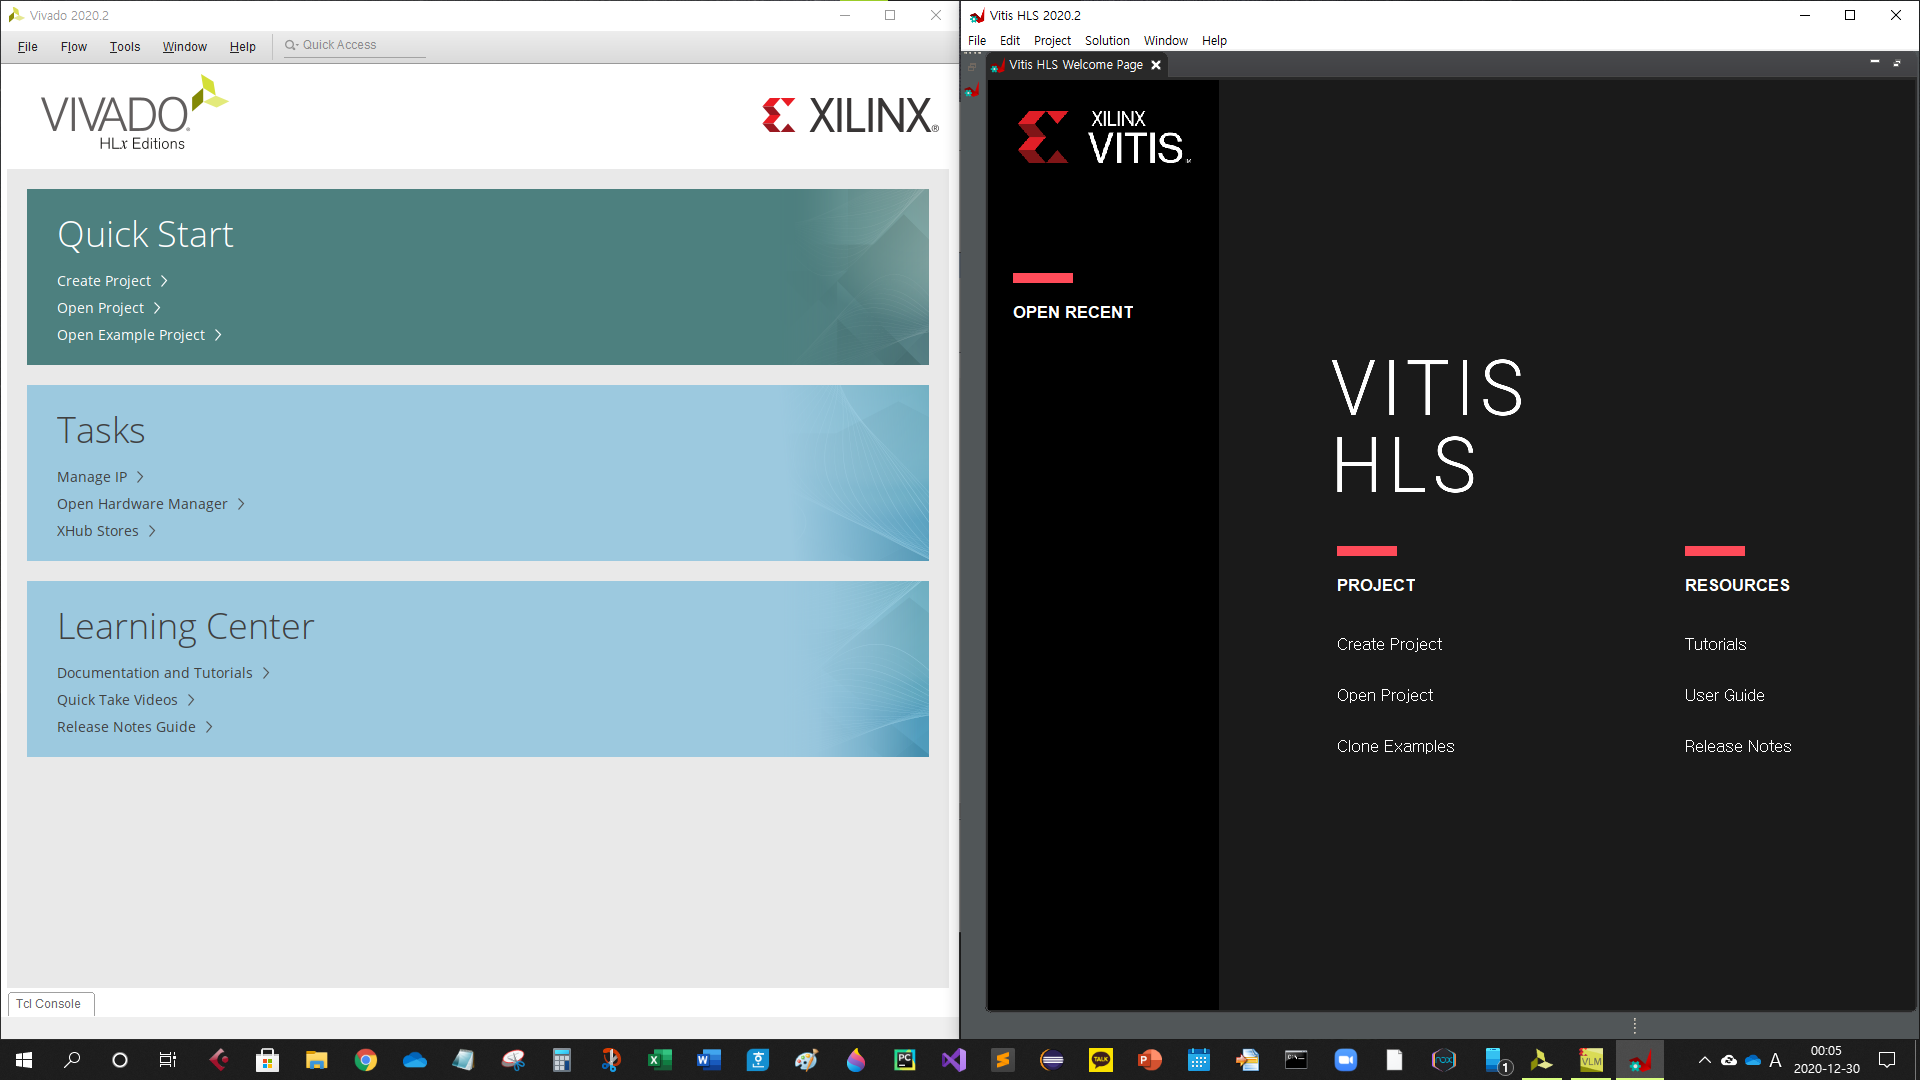 Vivado 2020.2
File Flow Tools Window Help Quick Access
VIVADO
HLx Editions
XILINX®
Quick Start
Create Project
Open Project
Open Example Project
Tasks
Manage IP
Open Hardware Manager
XHub Stores
Learning Center
Documentation and Tutorials
Quick Take Videos
Release Notes Guide
Tcl Console
Vitis HLS 2020.2
File Edit Project Solution Window Help
Vitis HLS Welcome Page
XILINX
VITIS
OPEN RECENT
VITIS
HLS
PROJECT
Create Project
Open Project
Clone Examples
RESOURCES
Tutorials
User Guide
Release Notes
PC
TALK
1
VLM
A
00:05
2020-12-30